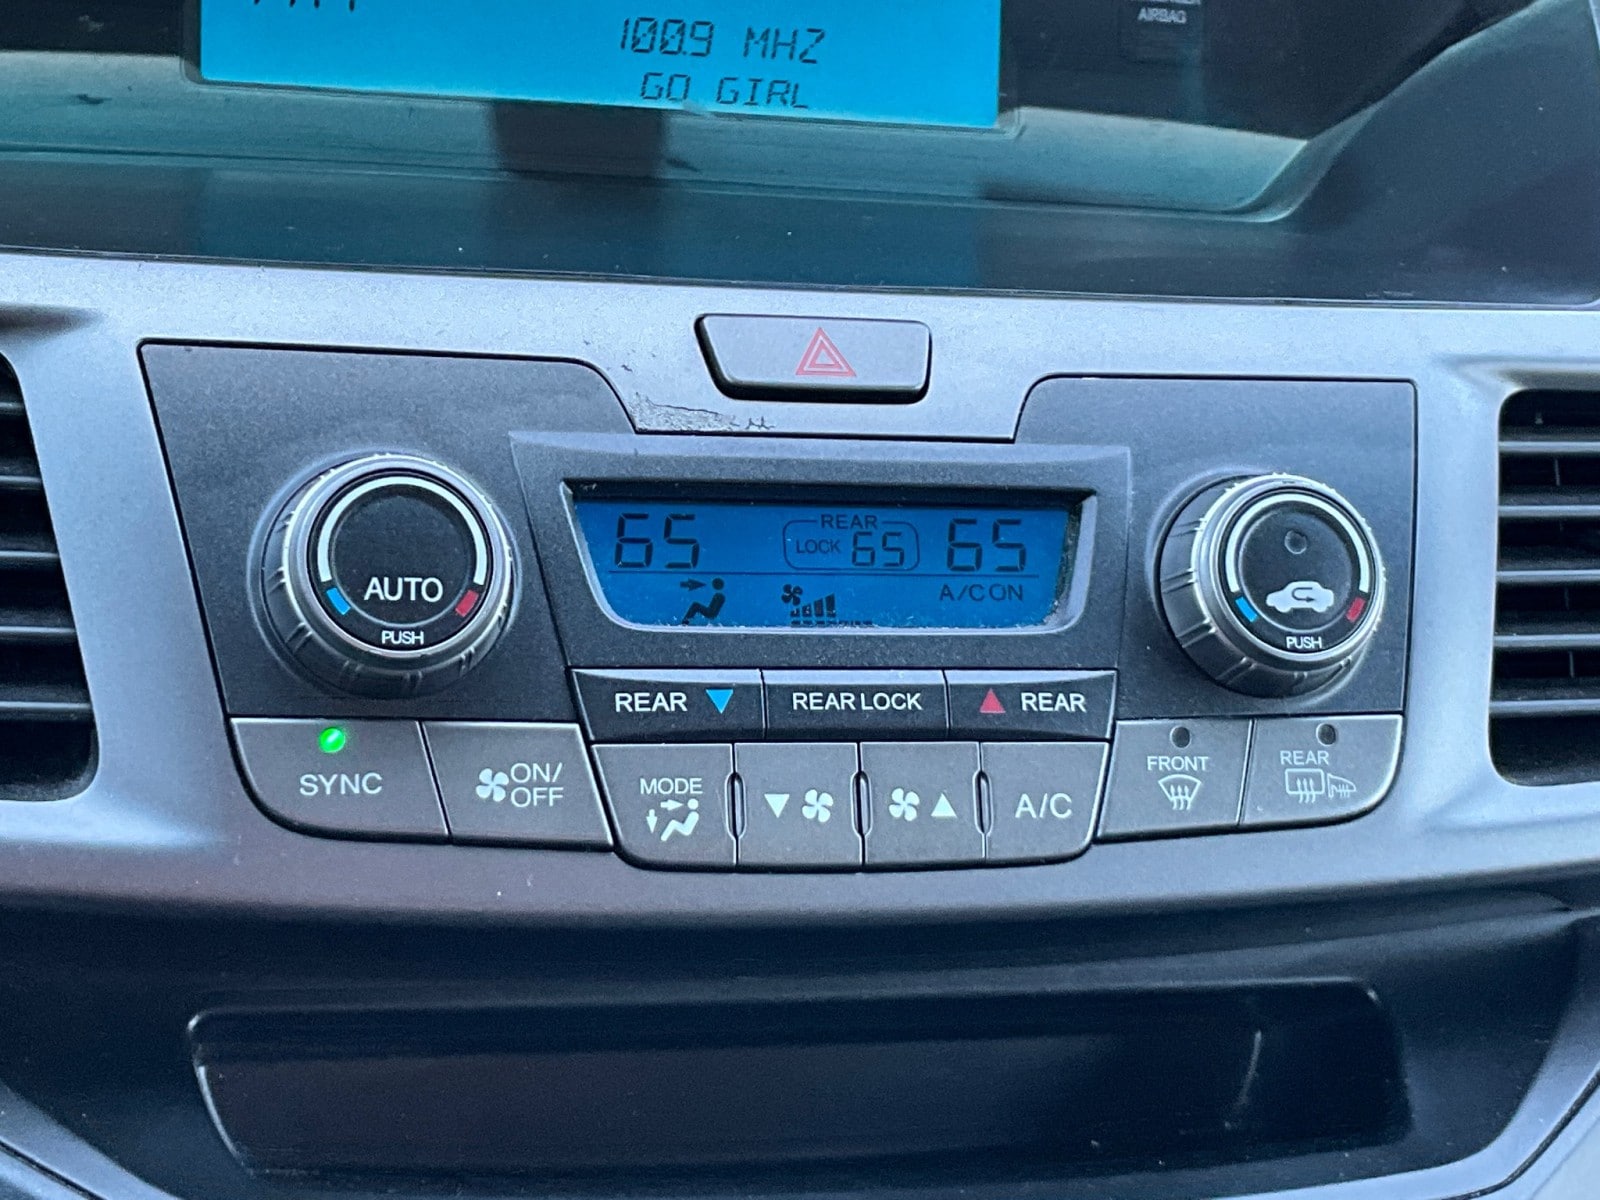 AIRBAG
100.9 MHZ
GO GIRL
65 REAR LOCK 65 65
A/C ON
AUTO
PUSH
PUSH
REAR ▼ REAR LOCK ▲ REAR
SYNC
ON/
OFF
MODE
▼
▲
A/C
FRONT
REAR